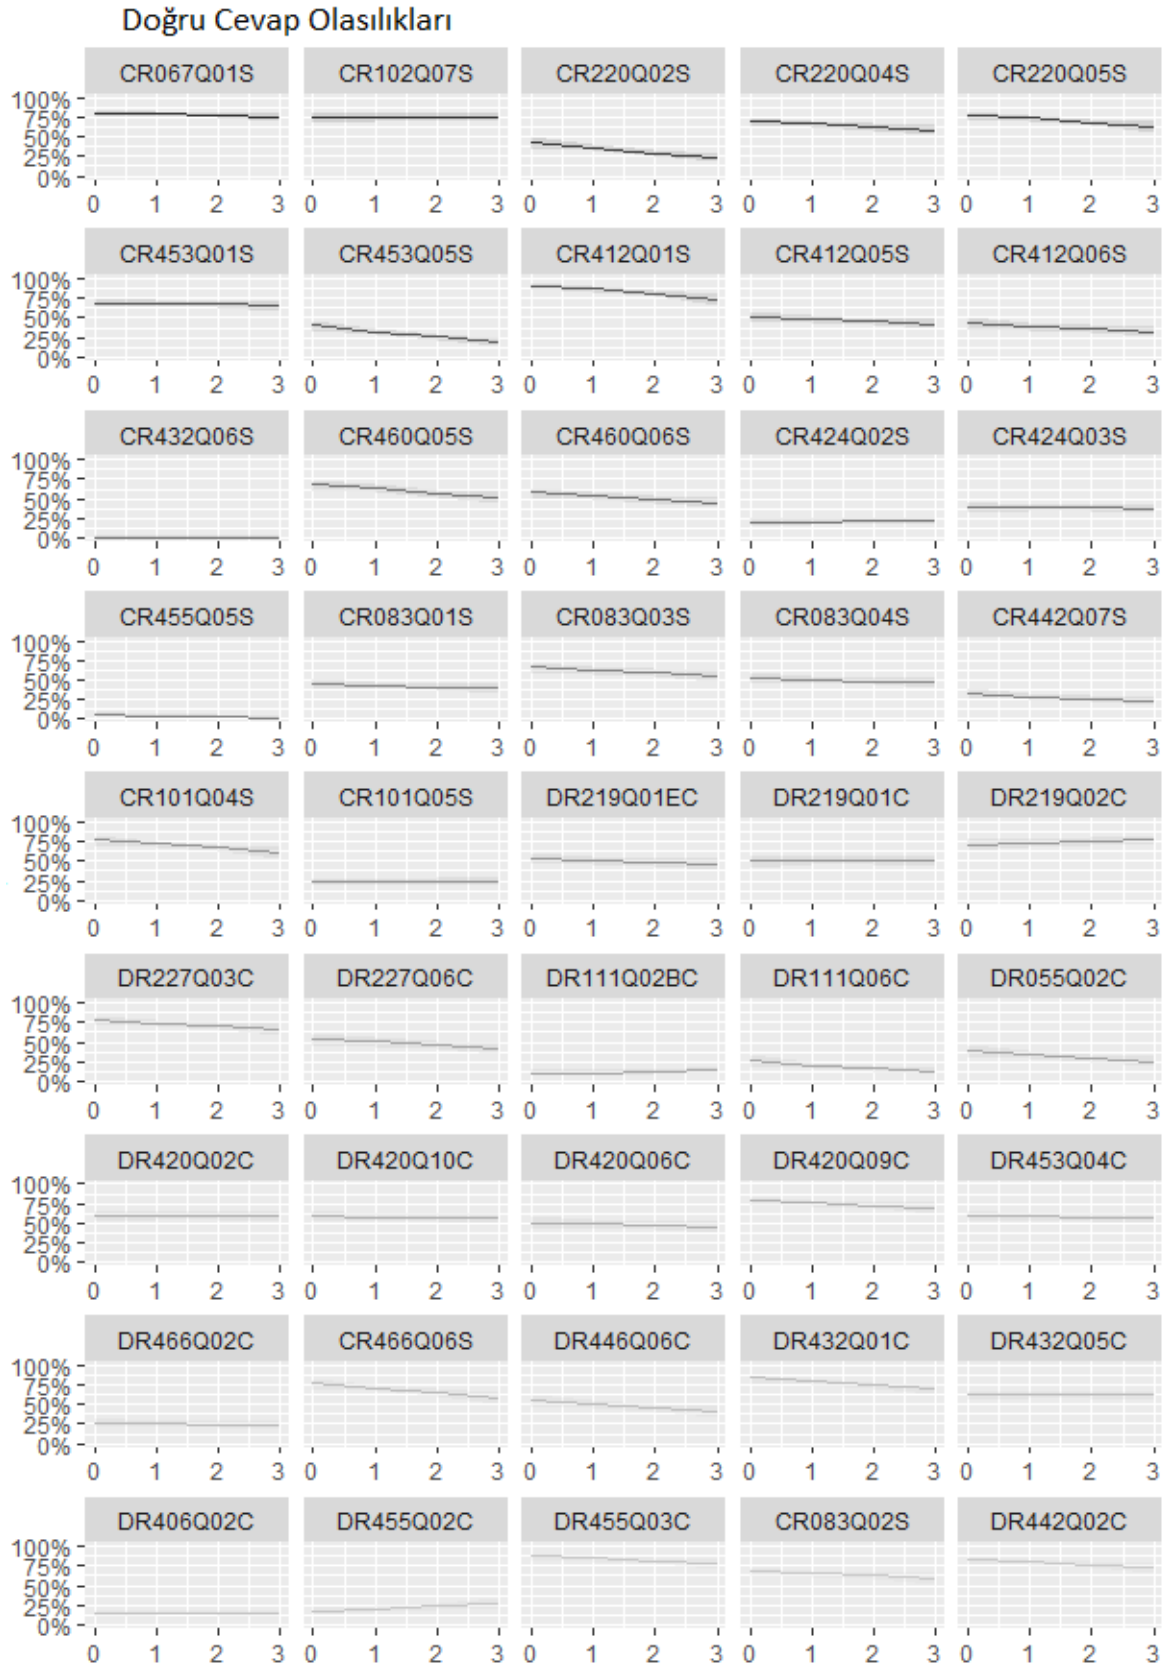 Doğru Cevap Olasılıkları
CR067Q01S CR102Q07S CR220Q02S CR220Q04S CR220Q05S
100%
75%
50%
25%
0%
0 1 2 3 0 1 2 3 0 1 2 3 0 1 2 3 0 1 2 3
CR453Q01S CR453Q05S CR412Q01S CR412Q05S CR412Q06S
100%
75%
50%
25%
0%
0 1 2 3 0 1 2 3 0 1 2 3 0 1 2 3 0 1 2 3
CR432Q06S CR460Q05S CR460Q06S CR424Q02S CR424Q03S
100%
75%
50%
25%
0%
0 1 2 3 0 1 2 3 0 1 2 3 0 1 2 3 0 1 2 3
CR455Q05S CR083Q01S CR083Q03S CR083Q04S CR442Q07S
100%
75%
50%
25%
0%
0 1 2 3 0 1 2 3 0 1 2 3 0 1 2 3 0 1 2 3
CR101Q04S CR101Q05S DR219Q01EC DR219Q01C DR219Q02C
100%
75%
50%
25%
0%
0 1 2 3 0 1 2 3 0 1 2 3 0 1 2 3 0 1 2 3
DR227Q03C DR227Q06C DR111Q02BC DR111Q06C DR055Q02C
100%
75%
50%
25%
0%
0 1 2 3 0 1 2 3 0 1 2 3 0 1 2 3 0 1 2 3
DR420Q02C DR420Q10C DR420Q06C DR420Q09C DR453Q04C
100%
75%
50%
25%
0%
0 1 2 3 0 1 2 3 0 1 2 3 0 1 2 3 0 1 2 3
DR466Q02C CR466Q06S DR446Q06C DR432Q01C DR432Q05C
100%
75%
50%
25%
0%
0 1 2 3 0 1 2 3 0 1 2 3 0 1 2 3 0 1 2 3
DR406Q02C DR455Q02C DR455Q03C CR083Q02S DR442Q02C
100%
75%
50%
25%
0%
0 1 2 3 0 1 2 3 0 1 2 3 0 1 2 3 0 1 2 3